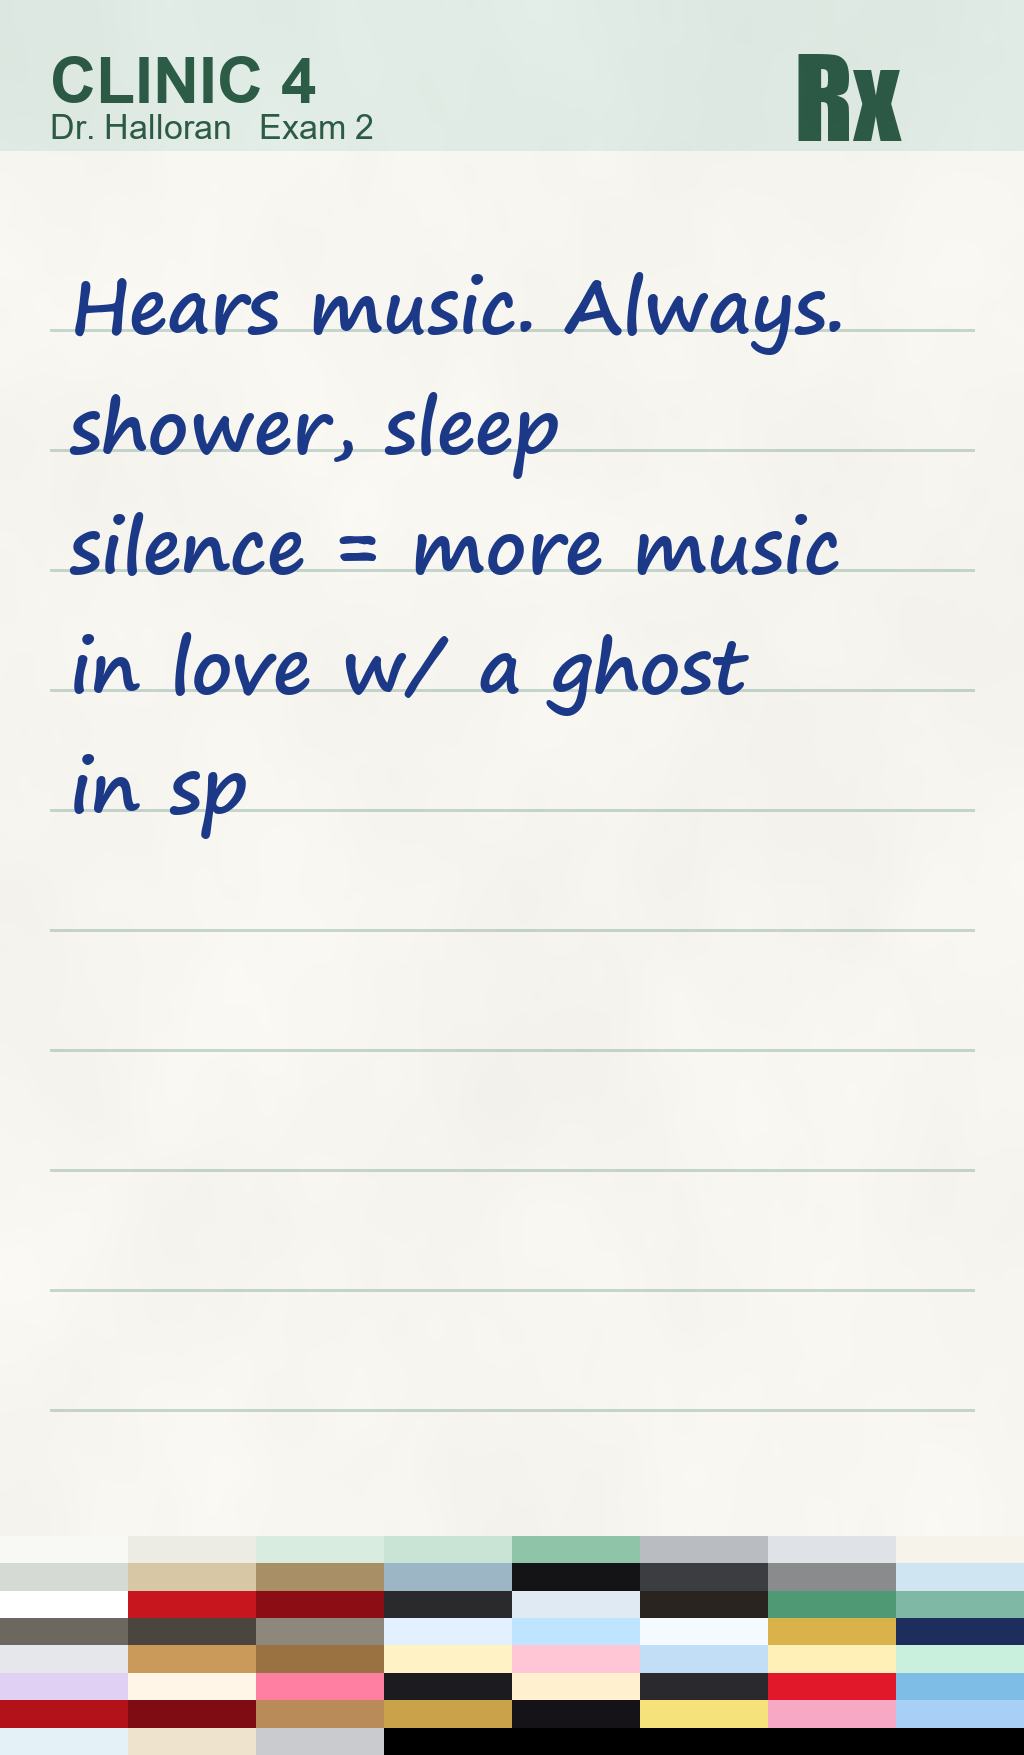 CLINIC 4
Dr. Halloran Exam 2
Rx
Hears music. Always.
shower, sleep
silence = more music
in love w/ a ghost
in sp